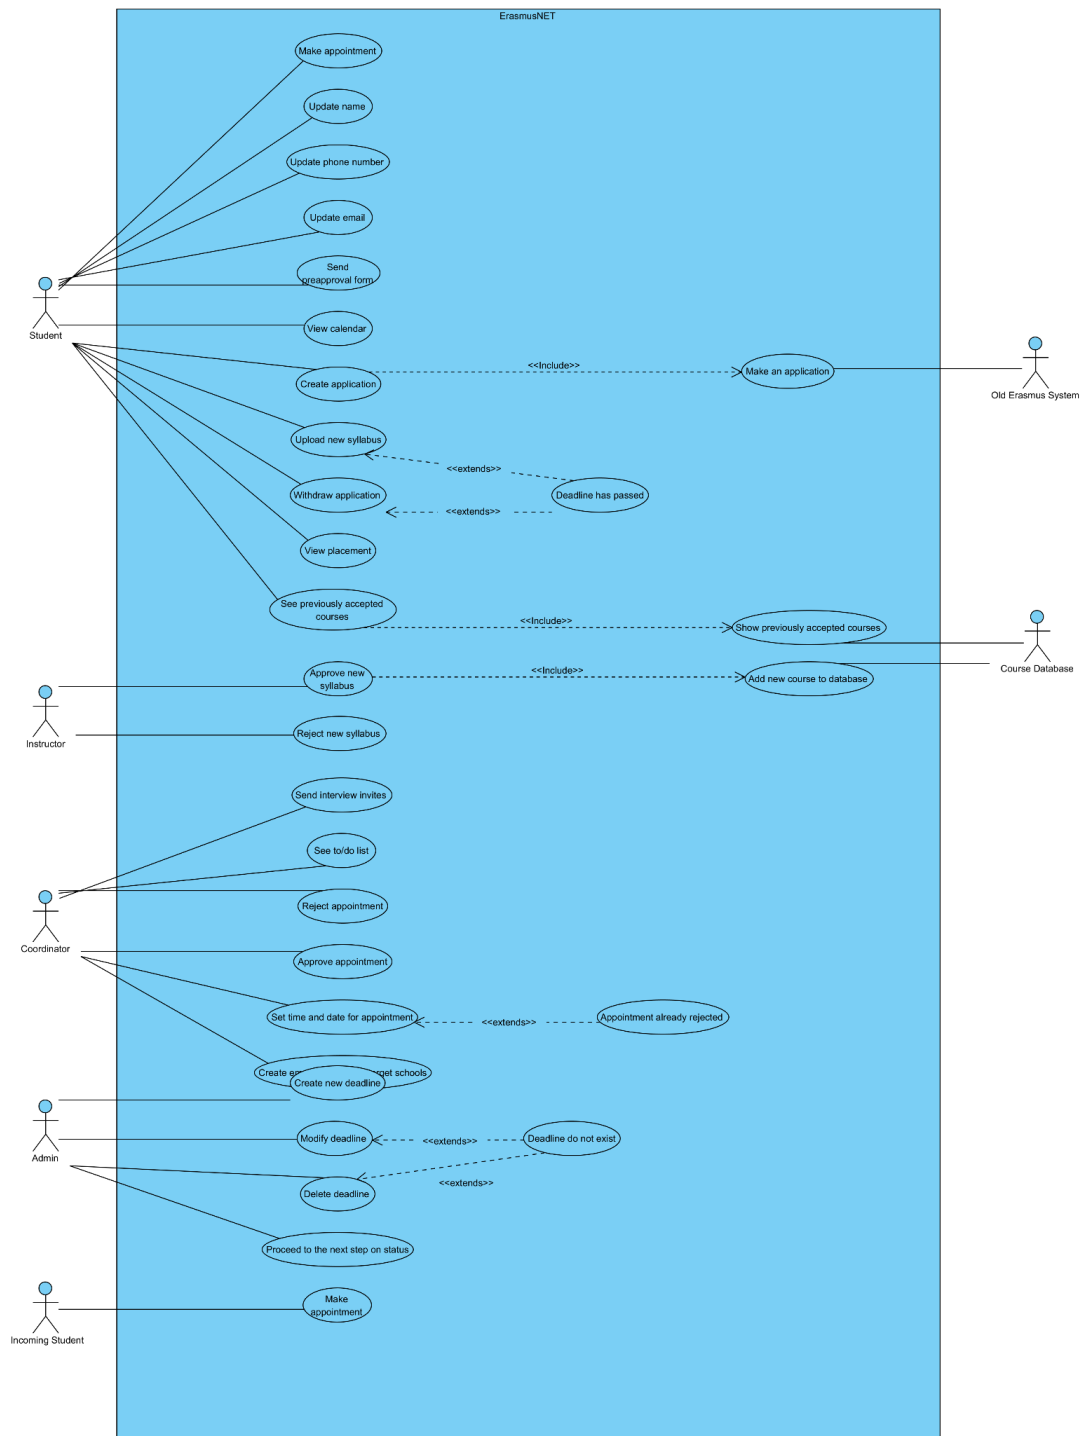 ErasmusNET
Make appointment
Update name
Update phone number
Update email
Send
preapproval form
View calendar
Student
Create application
<<Include>>
Make an application
Old Erasmus System
Upload new syllabus
<<extends>>
Withdraw application
Deadline has passed
<<extends>>
View placement
See previously accepted
courses
<<Include>>
Show previously accepted courses
Course Database
Approve new
syllabus
<<Include>>
Add new course to database
Instructor
Reject new syllabus
Send interview invites
See to/do list
Reject appointment
Coordinator
Approve appointment
Set time and date for appointment
<<extends>>
Appointment already rejected
Create schools
Create new deadline
Admin
Modify deadline
<<extends>>
Deadline do not exist
Delete deadline
<<extends>>
Proceed to the next step on status
Make
appointment
Incoming Student